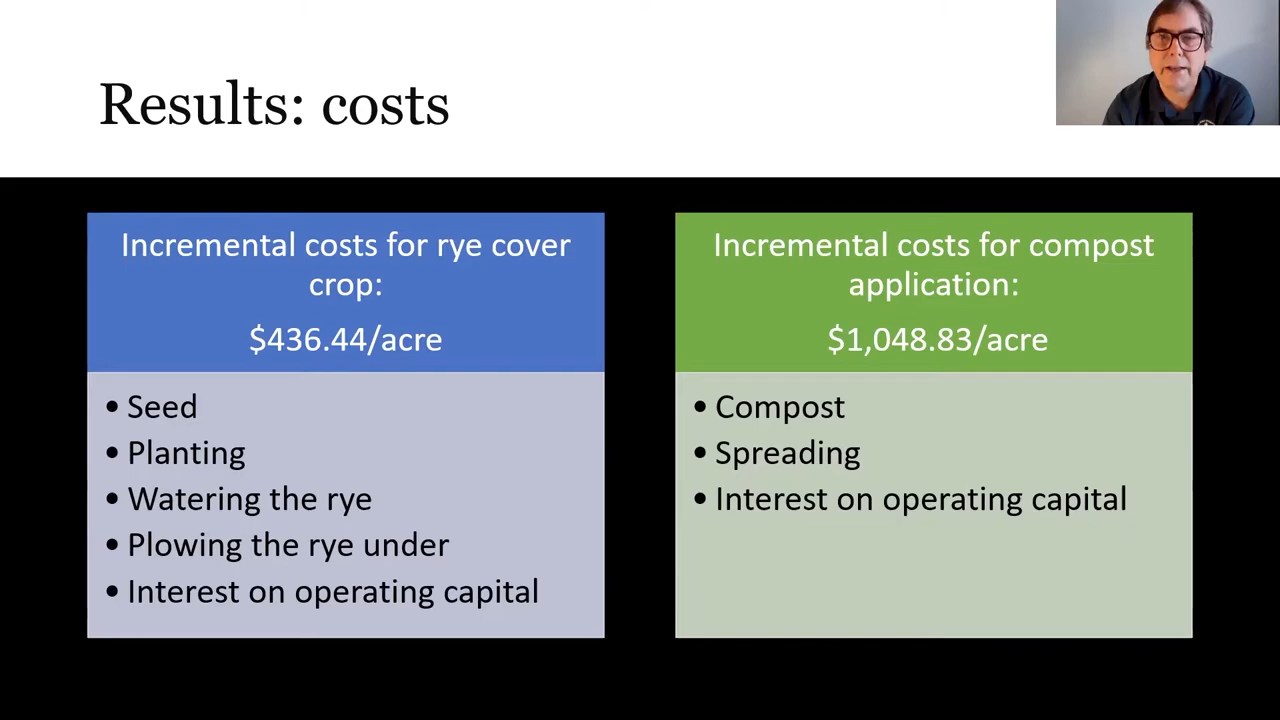 Results: costs
Incremental costs for rye cover
crop:
$436.44/acre
• Seed
• Planting
• Watering the rye
• Plowing the rye under
• Interest on operating capital
Incremental costs for compost
application:
$1,048.83/acre
• Compost
• Spreading
• Interest on operating capital